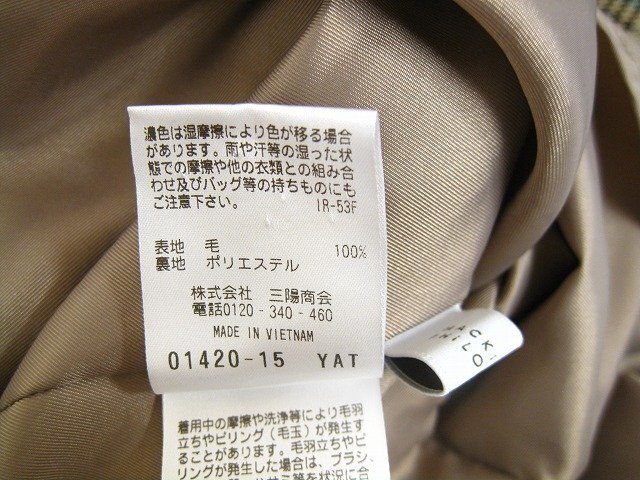 濃色は湿摩擦により色が移る場合
があります。雨や汗等の湿った状
態での摩擦や他の衣類との組み合
わせ及びバッグ等の持ちものにも
ご注意下さい。 IR-53F
表地 毛 100%
裏地 ポリエステル
株式会社 三陽商会
電話0120-340-460
MADE IN VIETNAM
01420-15 YAT
着用中の摩擦や洗浄等により毛羽
立ちやピリング(毛玉)が発生す
ることがあります。毛羽立ちやピ
リングが発生した場合は、ブラシ